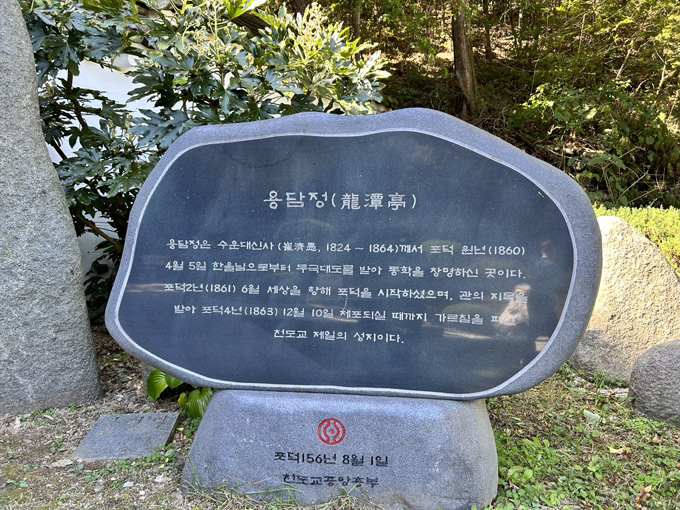 용담정(龍潭亭)
용담정은 수운대신사(崔濟愚, 1824 ~ 1864)께서 포덕 원년(1860)
4월 5일 한울님으로부터 무극대도를 받아 동학을 창명하신 곳이다.
포덕2년(1861) 6월 세상을 향해 포덕을 시작하셨으며, 관의 지목을
받아 포덕4년(1863) 12월 10일 체포되실 때까지 가르침을
천도교 제일의 성지이다.
포덕156년 8월 1일
천도교중앙총부